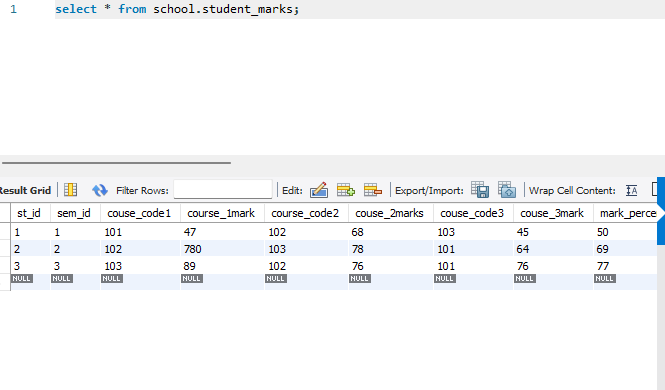 1 select * from school.student_marks;
Result Grid Filter Rows: Edit: Export/Import: Wrap Cell Content:
st_id sem_id couse_code1 course_1mark course_code2 couse_2marks couse_code3 couse_3mark mark_perce
1 1 101 47 102 68 103 45 50
2 2 102 780 103 78 101 64 69
3 3 103 89 102 76 101 76 77
NULL NULL NULL NULL NULL NULL NULL NULL NULL